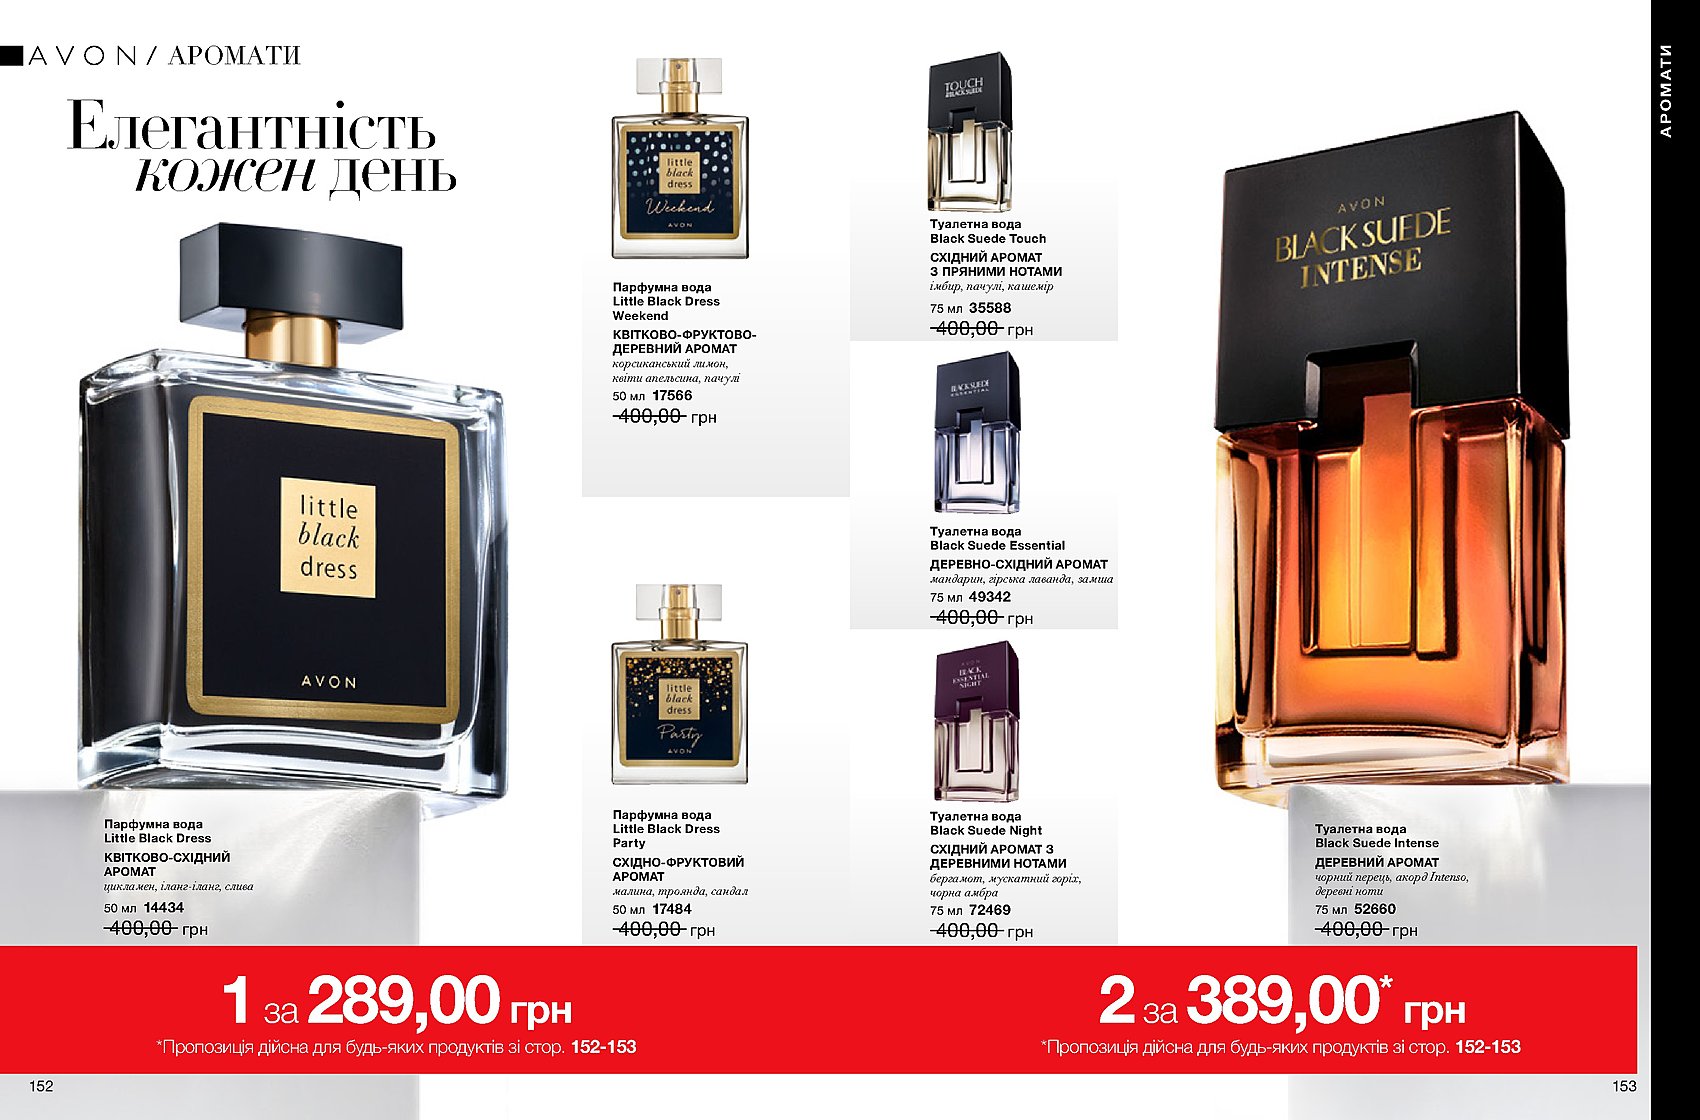 AVON / АРОМАТИ
АРОМАТИ
Елегантність
кожен день
little
black
dress
AVON
Парфумна вода
Little Black Dress
КВІТКОВО-СХІДНИЙ
АРОМАТ
цикламен, іланг-іланг, слива
50 мл 14434
400,00 грн
little
black
dress
Weekend
AVON
Парфумна вода
Little Black Dress
Weekend
КВІТКОВО-ФРУКТОВО-
ДЕРЕВНИЙ АРОМАТ
корсиканський лимон,
квіти апельсина, пачулі
50 мл 17566
400,00 грн
little
black
dress
Party
AVON
Парфумна вода
Little Black Dress
Party
СХІДНО-ФРУКТОВИЙ
АРОМАТ
малина, троянда, сандал
50 мл 17484
400,00 грн
TOUCH
BLACK SUEDE
Туалетна вода
Black Suede Touch
СХІДНИЙ АРОМАТ
З ПРЯНИМИ НОТАМИ
імбир, пачулі, кашемір
75 мл 35588
400,00 грн
BLACK SUEDE
ESSENTIAL
Туалетна вода
Black Suede Essential
ДЕРЕВНО-СХІДНИЙ АРОМАТ
мандарин, гірська лаванда, замша
75 мл 49342
400,00 грн
AVON
BLACK
ESSENTIAL
NIGHT
Туалетна вода
Black Suede Night
СХІДНИЙ АРОМАТ З
ДЕРЕВНИМИ НОТАМИ
бергамот, мускатний горіх,
чорна амбра
75 мл 72469
400,00 грн
AVON
BLACK SUEDE
INTENSE
Туалетна вода
Black Suede Intense
ДЕРЕВНИЙ АРОМАТ
чорний перець, акорд Intenso,
деревні ноти
75 мл 52660
400,00 грн
1 за 289,00 грн
*Пропозиція дійсна для будь-яких продуктів зі стор. 152-153
2 за 389,00* грн
*Пропозиція дійсна для будь-яких продуктів зі стор. 152-153
152
153